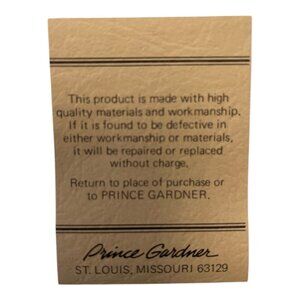 This product is made with high
quality materials and workmanship.
If it is found to be defective in
either workmanship or materials,
it will be repaired or replaced
without charge.
Return to place of purchase or
to PRINCE GARDNER.
Prince Gardner
ST. LOUIS, MISSOURI 63129